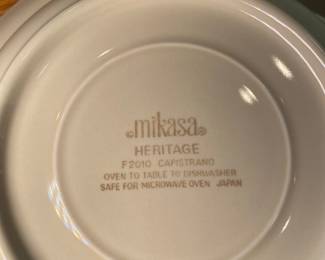 mikasa
HERITAGE
F2010 CAPISTRANO
OVEN TO TABLE TO DISHWASHER
SAFE FOR MICROWAVE OVEN JAPAN